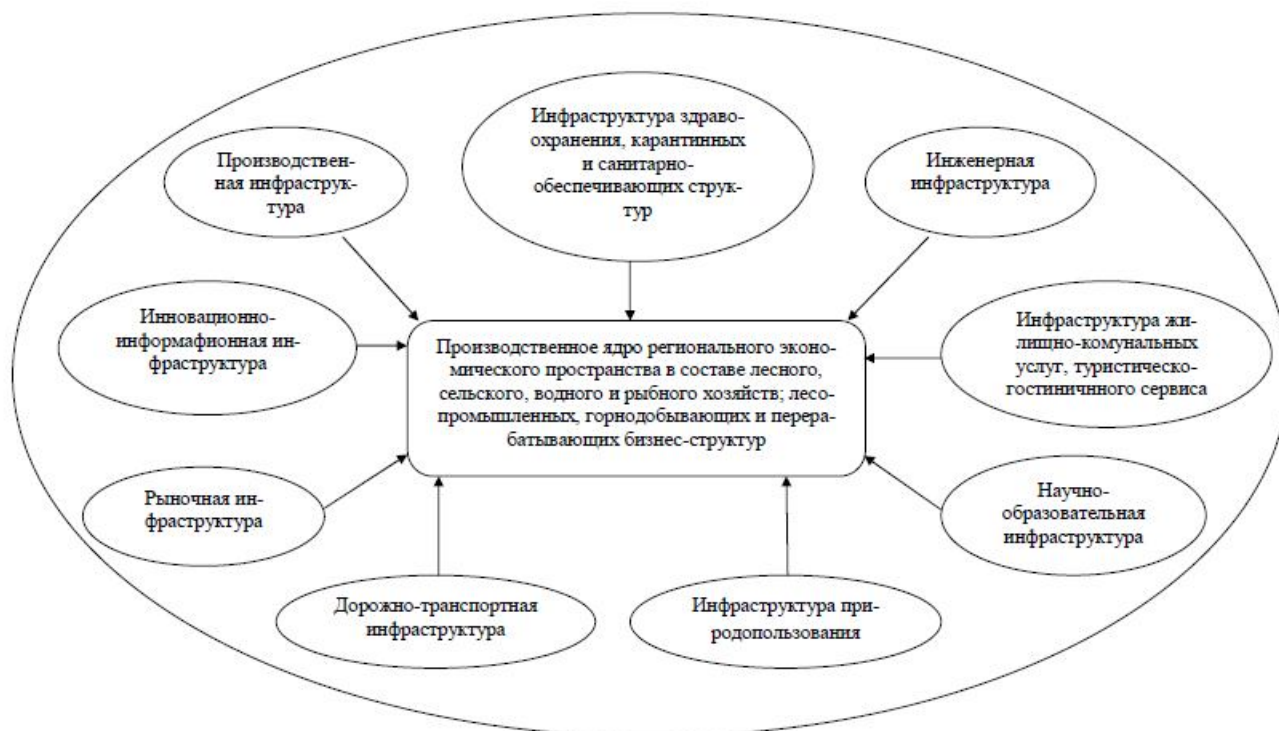 Инфраструктура здраво-
охранения, карантинных
и санитарно-
обеспечивающих струк-
тур
Производствен-
ная инфраструк-
тура
Инженерная
инфраструктура
Инновационно-
информафионная ин-
фраструктура
Производственное ядро регионального эконо-
мического пространства в составе лесного,
сельского, водного и рыбного хозяйств; лесо-
промышленных, горнодобывающих и перера-
батывающих бизнес-структур
Инфраструктура жи-
лищно-комунальных
услуг, туристическо-
гостиничнного сервиса
Рыночная ин-
фраструктура
Научно-
образовательная
инфраструктура
Дорожно-транспортная
инфраструктура
Инфраструктура при-
родопользования